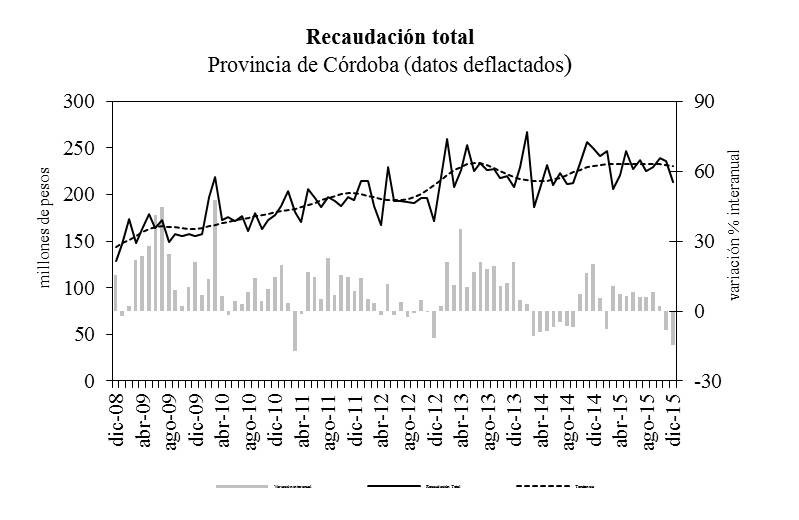 Recaudación total
Provincia de Córdoba (datos deflactados)
300
250
200
150
100
50
0
millones de pesos
90
60
30
0
-30
variación % interanual
dic-08
abr-09
ago-09
dic-09
abr-10
ago-10
dic-10
abr-11
ago-11
dic-11
abr-12
ago-12
dic-12
abr-13
ago-13
dic-13
abr-14
ago-14
dic-14
abr-15
ago-15
dic-15
Variación interanual
Recaudación Total
Tendencia